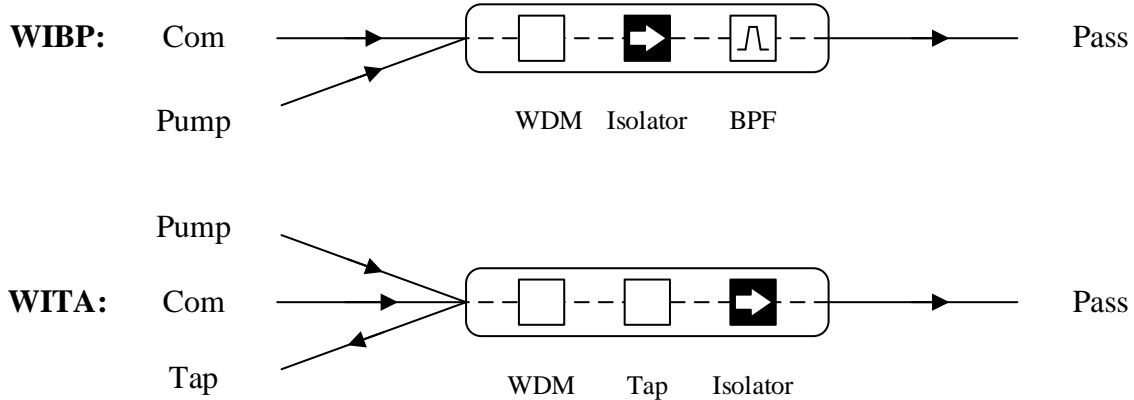 WIBP: Com Pass
Pump
WDM Isolator BPF
Pump
WITA: Com Pass
Tap
WDM Tap Isolator